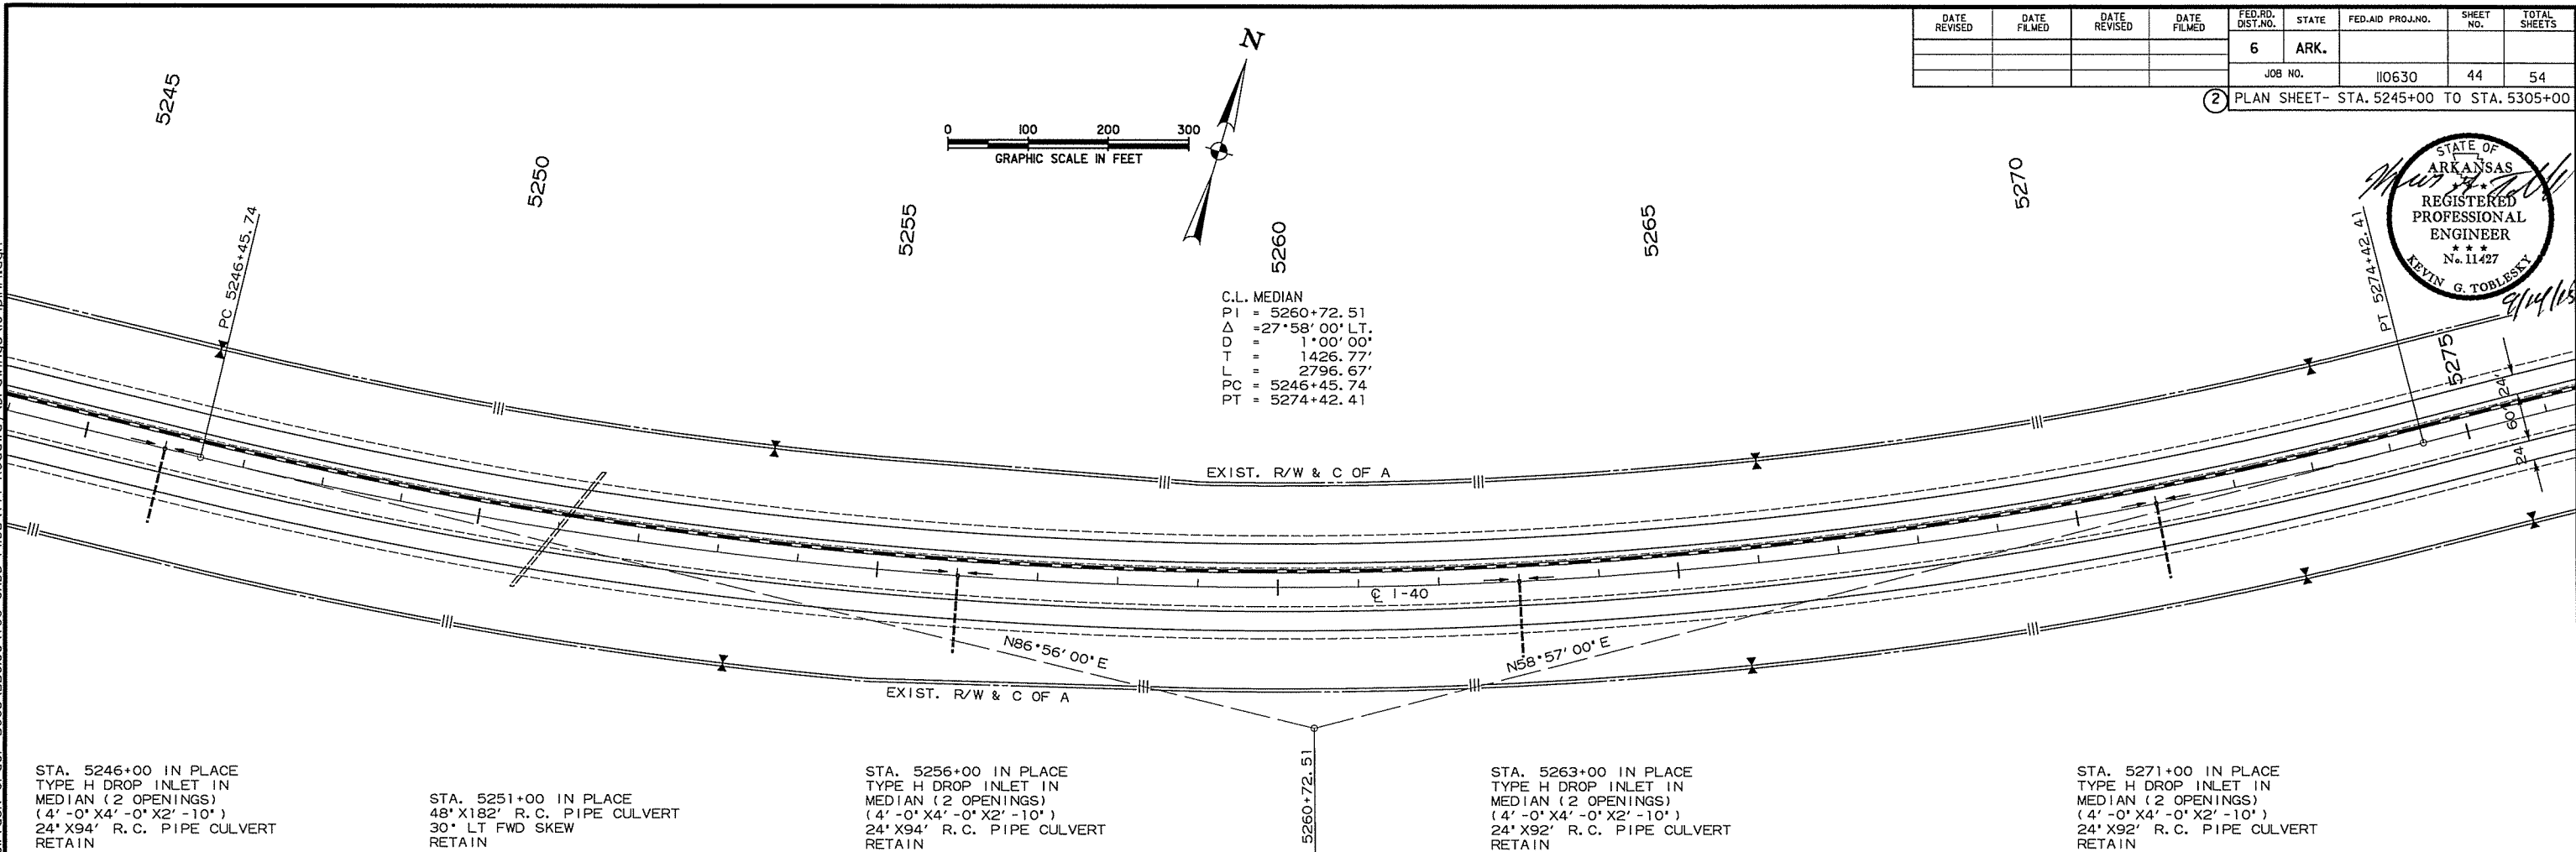 DATE REVISED
DATE FILMED
DATE REVISED
DATE FILMED
FED.RD. DIST.NO.
STATE
FED.AID PROJ.NO.
SHEET NO.
TOTAL SHEETS
6
ARK.
JOB NO.
110630
44
54
2 PLAN SHEET- STA. 5245+00 TO STA. 5305+00
N
0 100 200 300
GRAPHIC SCALE IN FEET
5245
5250
5255
5260
5265
5270
5275
PC 5246+45.74
PT 5274+42.41
STATE OF
ARKANSAS
★ ★ ★
REGISTERED
PROFESSIONAL
ENGINEER
★ ★ ★
No. 11427
KEVIN G. TOBLESKY
C.L. MEDIAN
PI = 5260+72.51
Δ =27°58'00" LT.
D = 1°00'00"
T = 1426.77'
L = 2796.67'
PC = 5246+45.74
PT = 5274+42.41
24'
60'
24'
EXIST. R/W & C OF A
℄ I-40
N86°56'00"E
N58°57'00"E
EXIST. R/W & C OF A
5260+72.51
STA. 5246+00 IN PLACE
TYPE H DROP INLET IN
MEDIAN (2 OPENINGS)
(4'-0"X4'-0"X2'-10")
24"X94' R.C. PIPE CULVERT
RETAIN
STA. 5251+00 IN PLACE
48"X182' R.C. PIPE CULVERT
30° LT FWD SKEW
RETAIN
STA. 5256+00 IN PLACE
TYPE H DROP INLET IN
MEDIAN (2 OPENINGS)
(4'-0"X4'-0"X2'-10")
24"X94' R.C. PIPE CULVERT
RETAIN
STA. 5263+00 IN PLACE
TYPE H DROP INLET IN
MEDIAN (2 OPENINGS)
(4'-0"X4'-0"X2'-10")
24"X92' R.C. PIPE CULVERT
RETAIN
STA. 5271+00 IN PLACE
TYPE H DROP INLET IN
MEDIAN (2 OPENINGS)
(4'-0"X4'-0"X2'-10")
24"X92' R.C. PIPE CULVERT
RETAIN